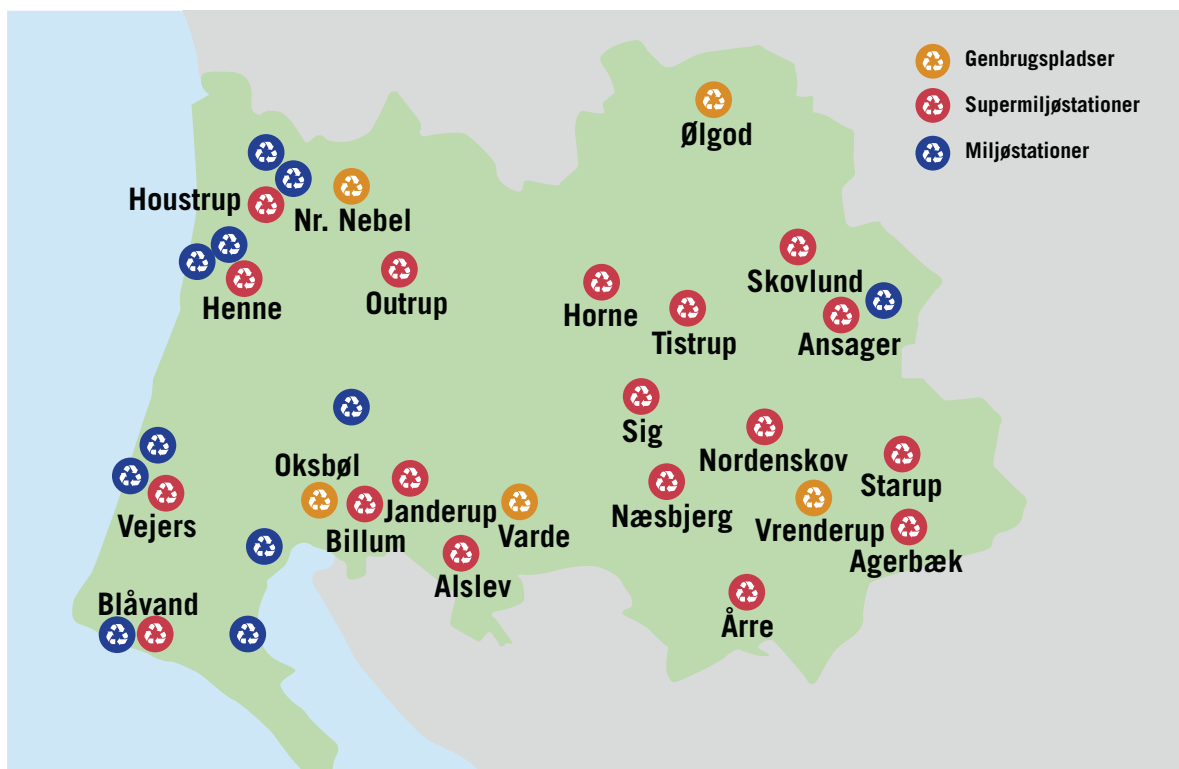 Genbrugspladser
Supermiljøstationer
Miljøstationer
Ølgod
Houstrup
Nr. Nebel
Henne
Outrup
Horne
Tistrup
Skovlund
Ansager
Sig
Nordenskov
Starup
Næsbjerg
Vrenderup
Agerbæk
Årre
Oksbøl
Janderup
Billum
Varde
Alslev
Vejers
Blåvand